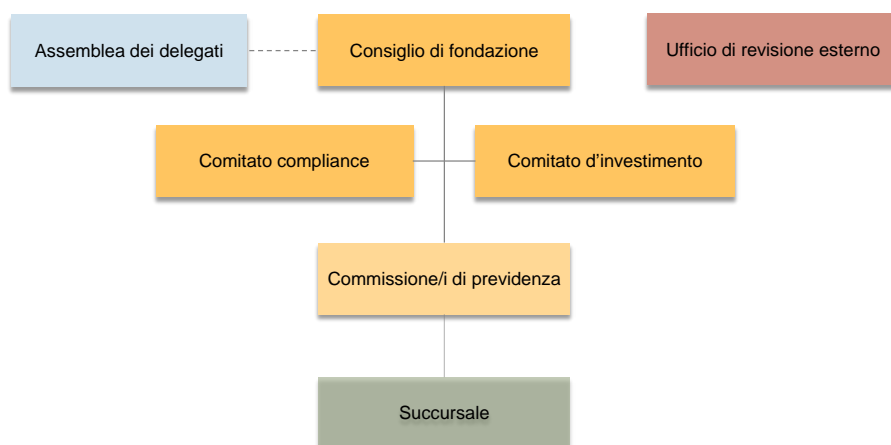 Assemblea dei delegati
Consiglio di fondazione
Ufficio di revisione esterno
Comitato compliance
Comitato d’investimento
Commissione/i di previdenza
Succursale